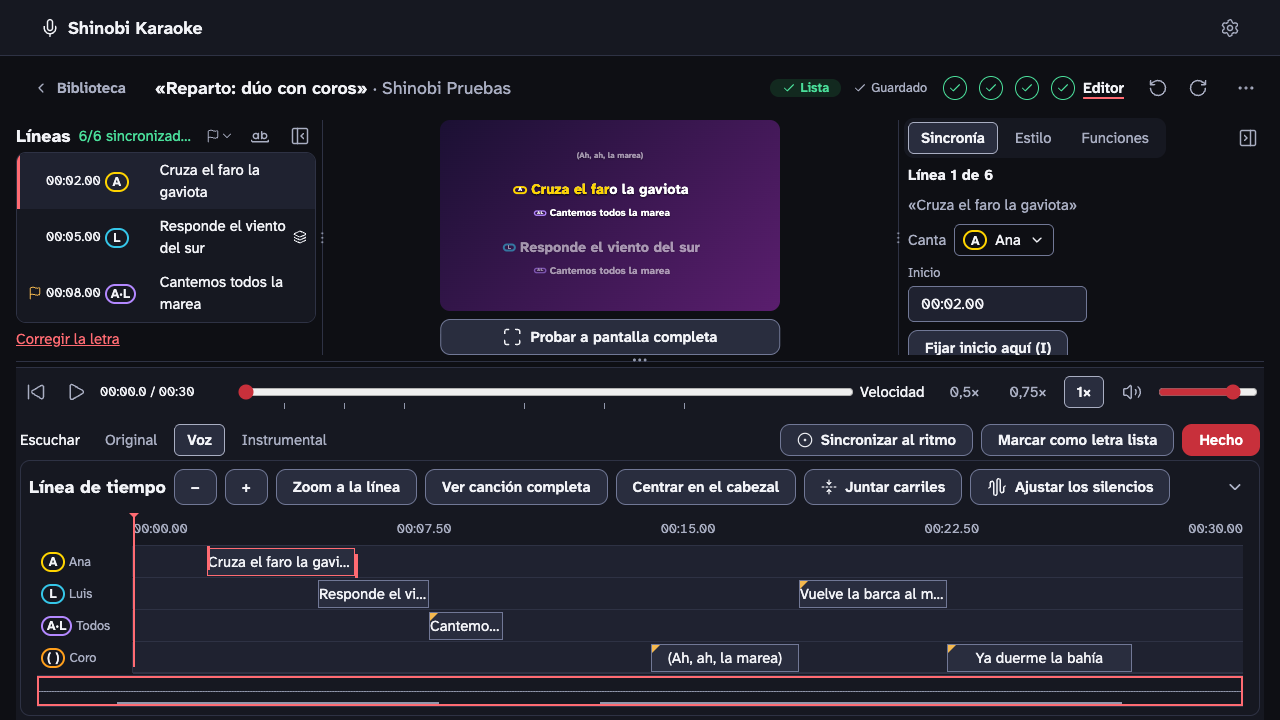 Shinobi Karaoke
Biblioteca
«Reparto: dúo con coros» · Shinobi Pruebas
Lista
Guardado
Editor
Líneas
6/6 sincronizad...
ab
00:02.00
A
Cruza el faro la
gaviota
00:05.00
L
Responde el viento
del sur
00:08.00
A·L
Cantemos todos la
marea
Corregir la letra
(Ah, ah, la marea)
A Cruza el faro la gaviota
A·L Cantemos todos la marea
L Responde el viento del sur
A·L Cantemos todos la marea
Probar a pantalla completa
Sincronía
Estilo
Funciones
Línea 1 de 6
«Cruza el faro la gaviota»
Canta
A Ana
Inicio
00:02.00
Fijar inicio aquí (I)
00:00.0 / 00:30
Velocidad
0,5×
0,75×
1×
Escuchar
Original
Voz
Instrumental
Sincronizar al ritmo
Marcar como letra lista
Hecho
Línea de tiempo
−
+
Zoom a la línea
Ver canción completa
Centrar en el cabezal
Juntar carriles
Ajustar los silencios
00:00.00
00:07.50
00:15.00
00:22.50
00:30.00
A Ana
Cruza el faro la gavi...
L Luis
Responde el vi...
Vuelve la barca al m...
A·L Todos
Cantemo...
( ) Coro
(Ah, ah, la marea)
Ya duerme la bahía